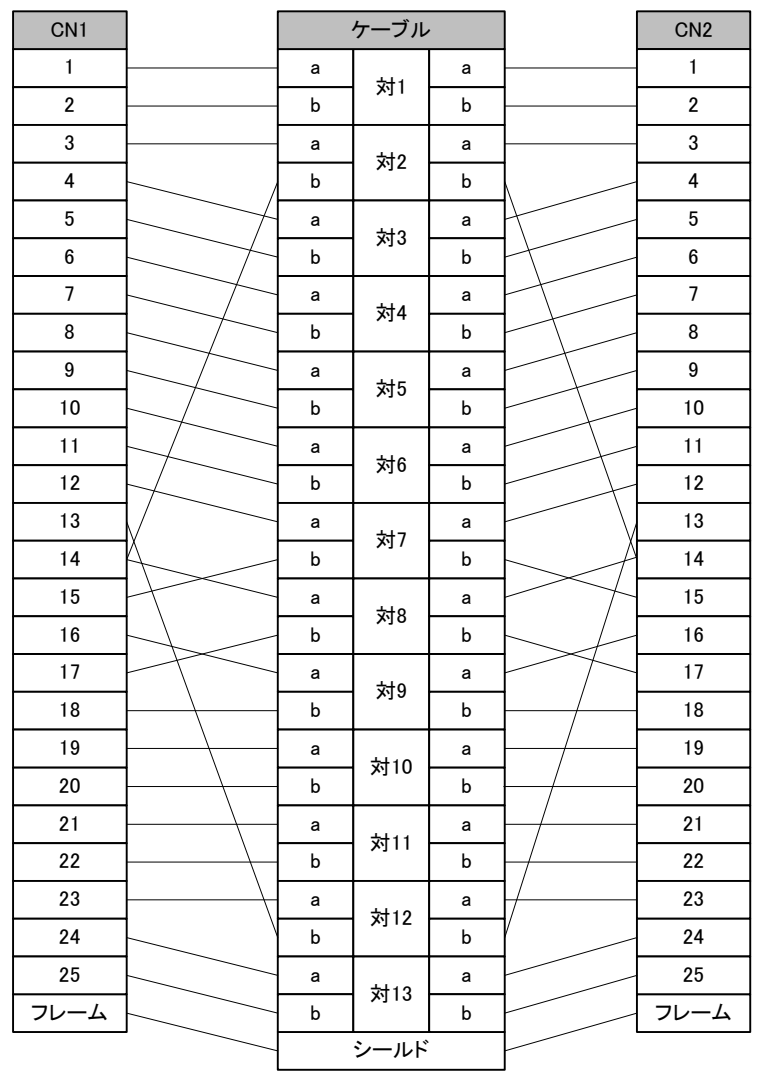 CN1 ケーブル CN2
1 a 対1 a 1
2 b b 2
3 a 対2 a 3
4 b b 4
5 a 対3 a 5
6 b b 6
7 a 対4 a 7
8 b b 8
9 a 対5 a 9
10 b b 10
11 a 対6 a 11
12 b b 12
13 a 対7 a 13
14 b b 14
15 a 対8 a 15
16 b b 16
17 a 対9 a 17
18 b b 18
19 a 対10 a 19
20 b b 20
21 a 対11 a 21
22 b b 22
23 a 対12 a 23
24 b b 24
25 a 対13 a 25
フレーム b b フレーム
シールド